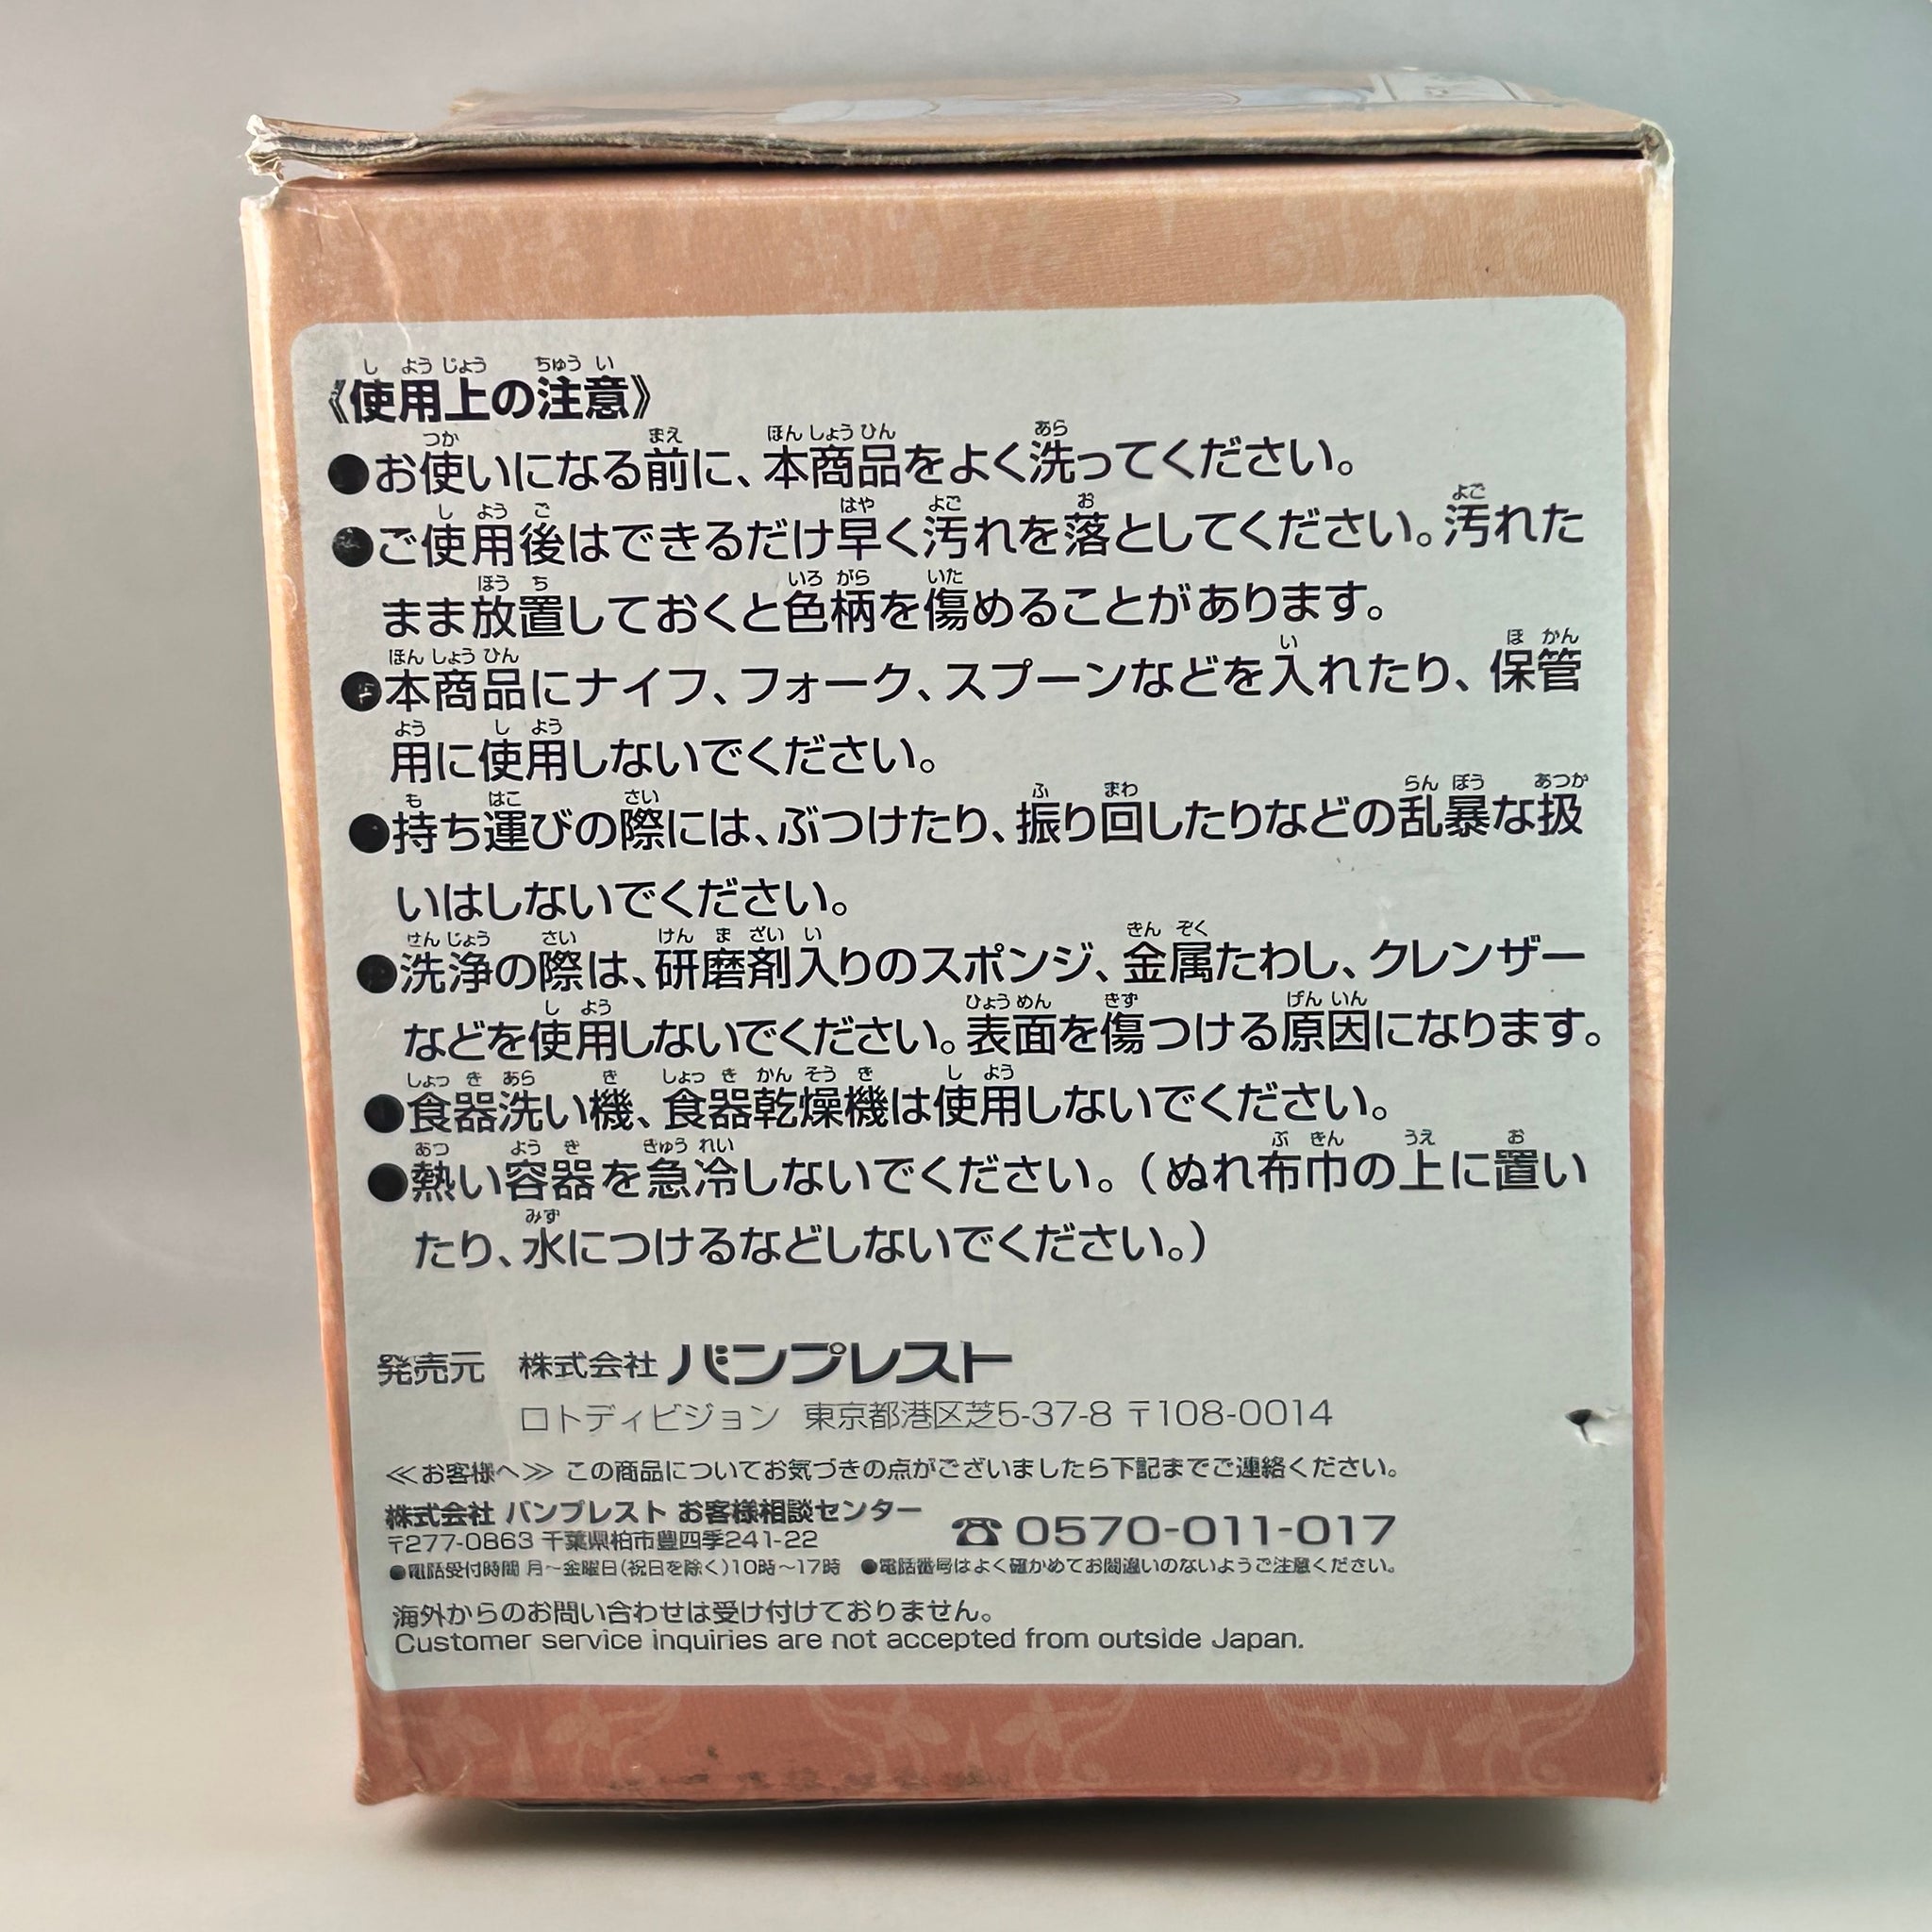 《使用上の注意》
●お使いになる前に、本商品をよく洗ってください。
●ご使用後はできるだけ早く汚れを落としてください。汚れた
まま放置しておくと色柄を傷めることがあります。
●本商品にナイフ、フォーク、スプーンなどを入れたり、保管
用に使用しないでください。
●持ち運びの際には、ぶつけたり、振り回したりなどの乱暴な扱
いはしないでください。
●洗浄の際は、研磨剤入りのスポンジ、金属たわし、クレンザー
などを使用しないでください。表面を傷つける原因になります。
●食器洗い機、食器乾燥機は使用しないでください。
●熱い容器を急冷しないでください。(ぬれ布巾の上に置い
たり、水につけるなどしないでください。)
発売元 株式会社 バンプレスト
ロトディビジョン 東京都港区芝5-37-8 〒108-0014
≪お客様へ≫ この商品についてお気づきの点がございましたら下記までご連絡ください。
株式会社 バンプレスト お客様相談センター
〒277-0863 千葉県柏市豊四季241-22
☎0570-011-017
●電話受付時間 月~金曜日(祝日を除く)10時~17時 ●電話番号はよく確かめてお間違いのないようご注意ください。
海外からのお問い合わせは受け付けておりません。
Customer service inquiries are not accepted from outside Japan.